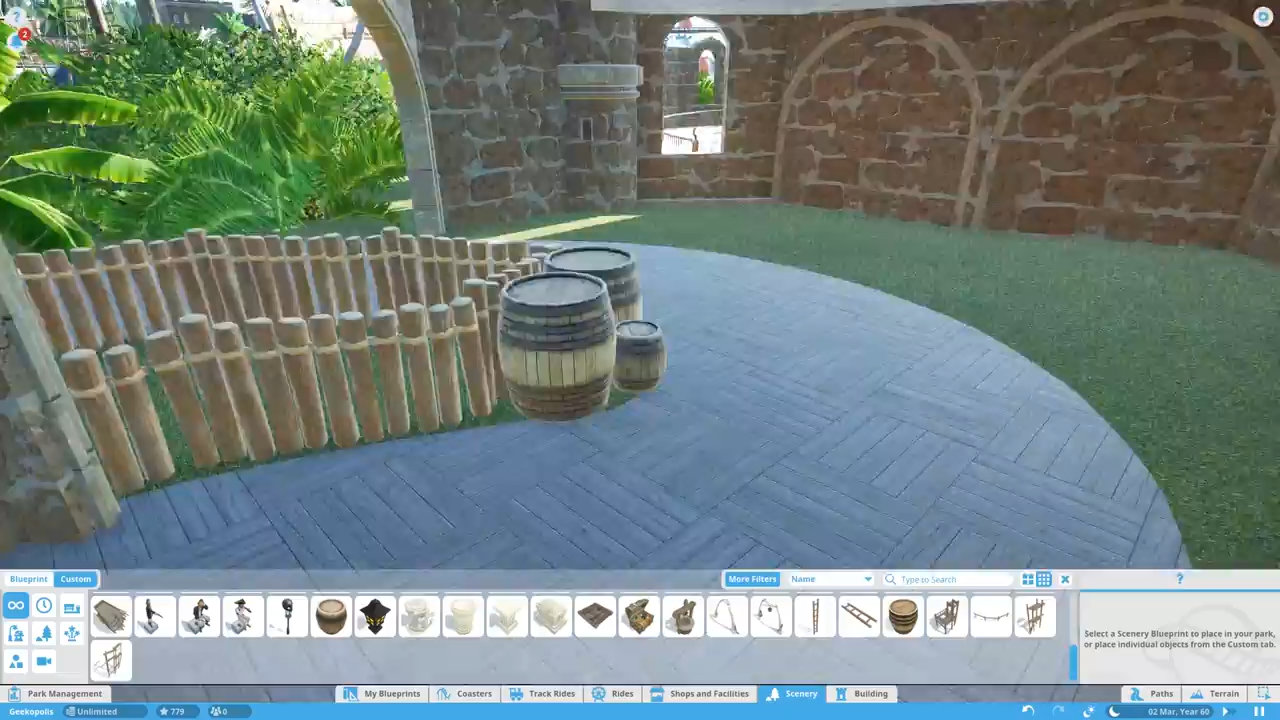 2
Blueprint
Custom
More Filters
Name
Type to Search
?
Select a Scenery Blueprint to place in your park,
or place individual objects from the Custom tab.
Park Management
My Blueprints
Coasters
Track Rides
Rides
Shops and Facilities
Scenery
Building
Paths
Terrain
Geekopolis
Unlimited
779
0
02 Mar, Year 60